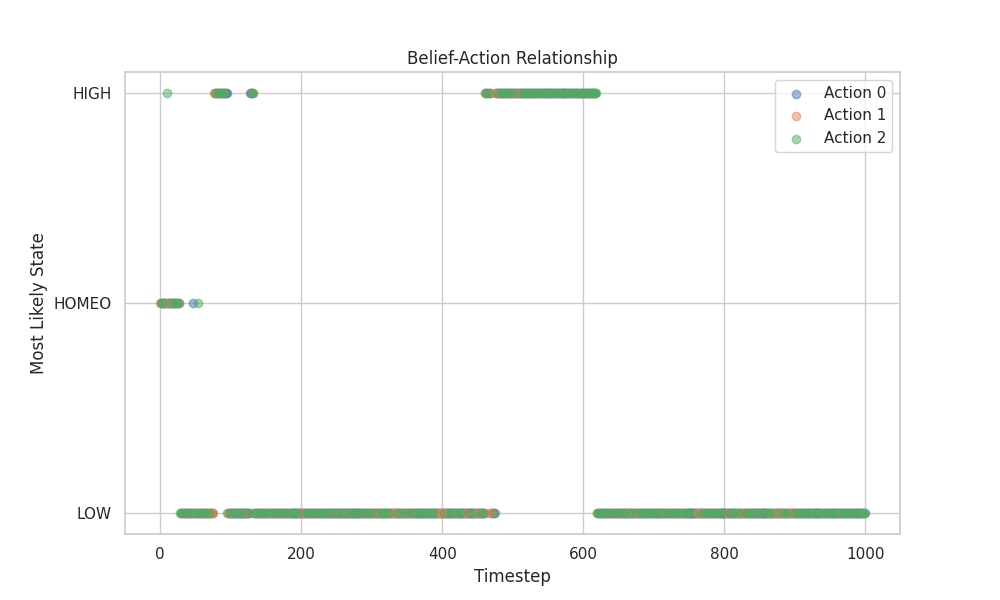 Belief-Action Relationship
HIGH
HOMEO
LOW
Most Likely State
Action 0
Action 1
Action 2
0 200 400 600 800 1000
Timestep